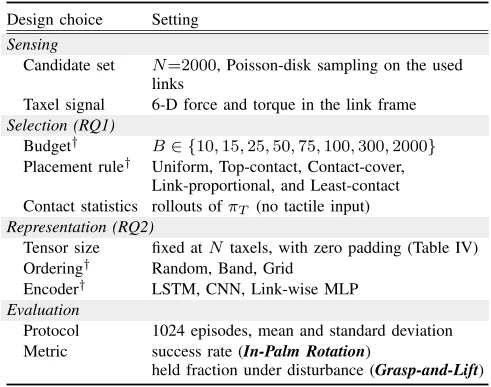 Design choice Setting
Sensing
Candidate set N=2000, Poisson-disk sampling on the used
links
Taxel signal 6-D force and torque in the link frame
Selection (RQ1)
Budget† B ∈ {10, 15, 25, 50, 75, 100, 300, 2000}
Placement rule† Uniform, Top-contact, Contact-cover,
Link-proportional, and Least-contact
Contact statistics rollouts of π_T (no tactile input)
Representation (RQ2)
Tensor size fixed at N taxels, with zero padding (Table IV)
Ordering† Random, Band, Grid
Encoder† LSTM, CNN, Link-wise MLP
Evaluation
Protocol 1024 episodes, mean and standard deviation
Metric success rate (In-Palm Rotation)
held fraction under disturbance (Grasp-and-Lift)